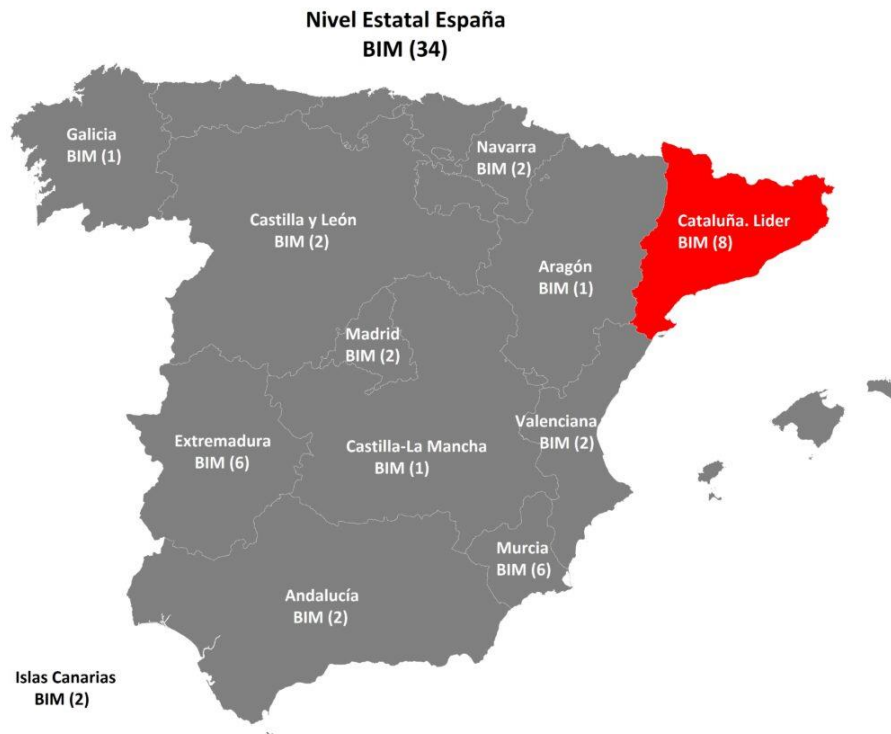 Nivel Estatal España
BIM (34)
Galicia
BIM (1)
Navarra
BIM (2)
Castilla y León
BIM (2)
Cataluña. Lider
BIM (8)
Aragón
BIM (1)
Madrid
BIM (2)
Extremadura
BIM (6)
Castilla-La Mancha
BIM (1)
Valenciana
BIM (2)
Murcia
BIM (6)
Andalucía
BIM (2)
Islas Canarias
BIM (2)